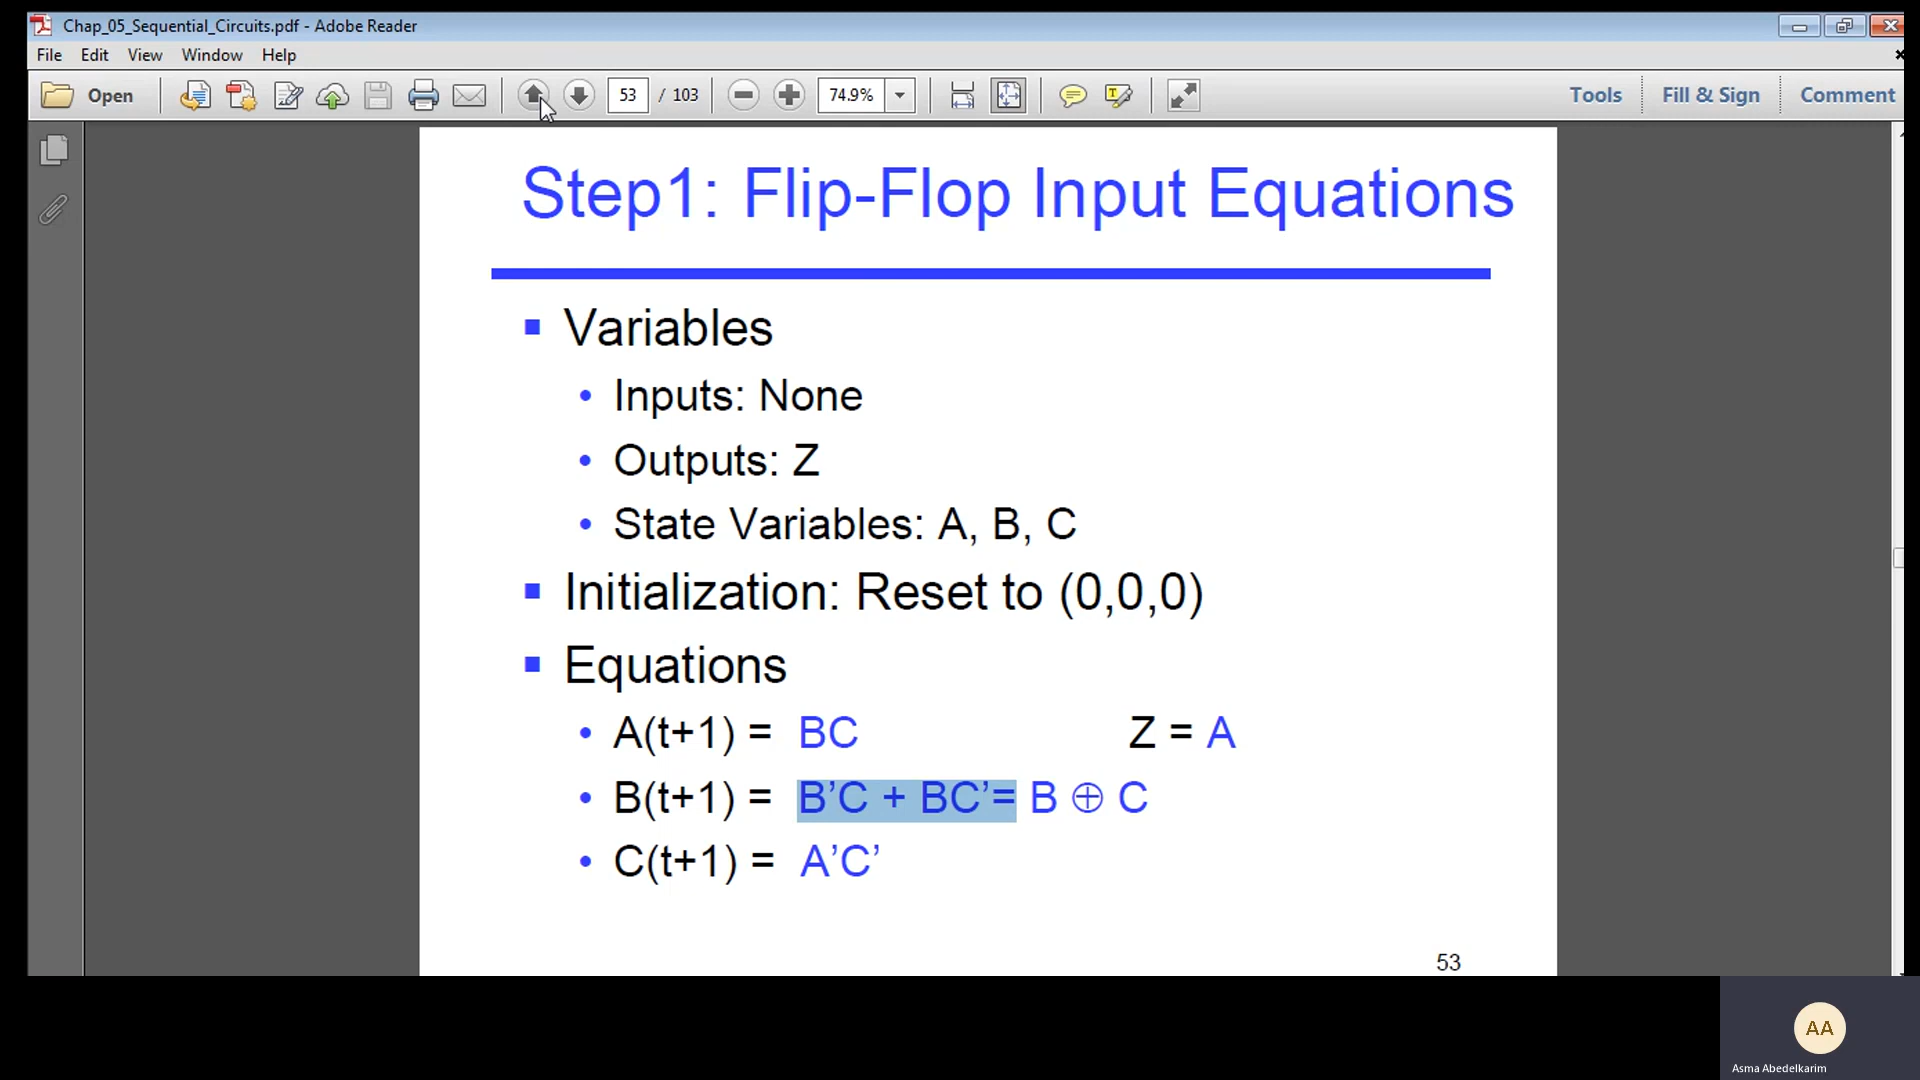 Chap_05_Sequential_Circuits.pdf - Adobe Reader
File Edit View Window Help
Open 53 / 103 74.9% Tools Fill & Sign Comment
Step1: Flip-Flop Input Equations
Variables
• Inputs: None
• Outputs: Z
• State Variables: A, B, C
Initialization: Reset to (0,0,0)
Equations
• A(t+1) = BC Z = A
• B(t+1) = B’C + BC’= B ⊕ C
• C(t+1) = A’C’
53
AA
Asma Abedelkarim